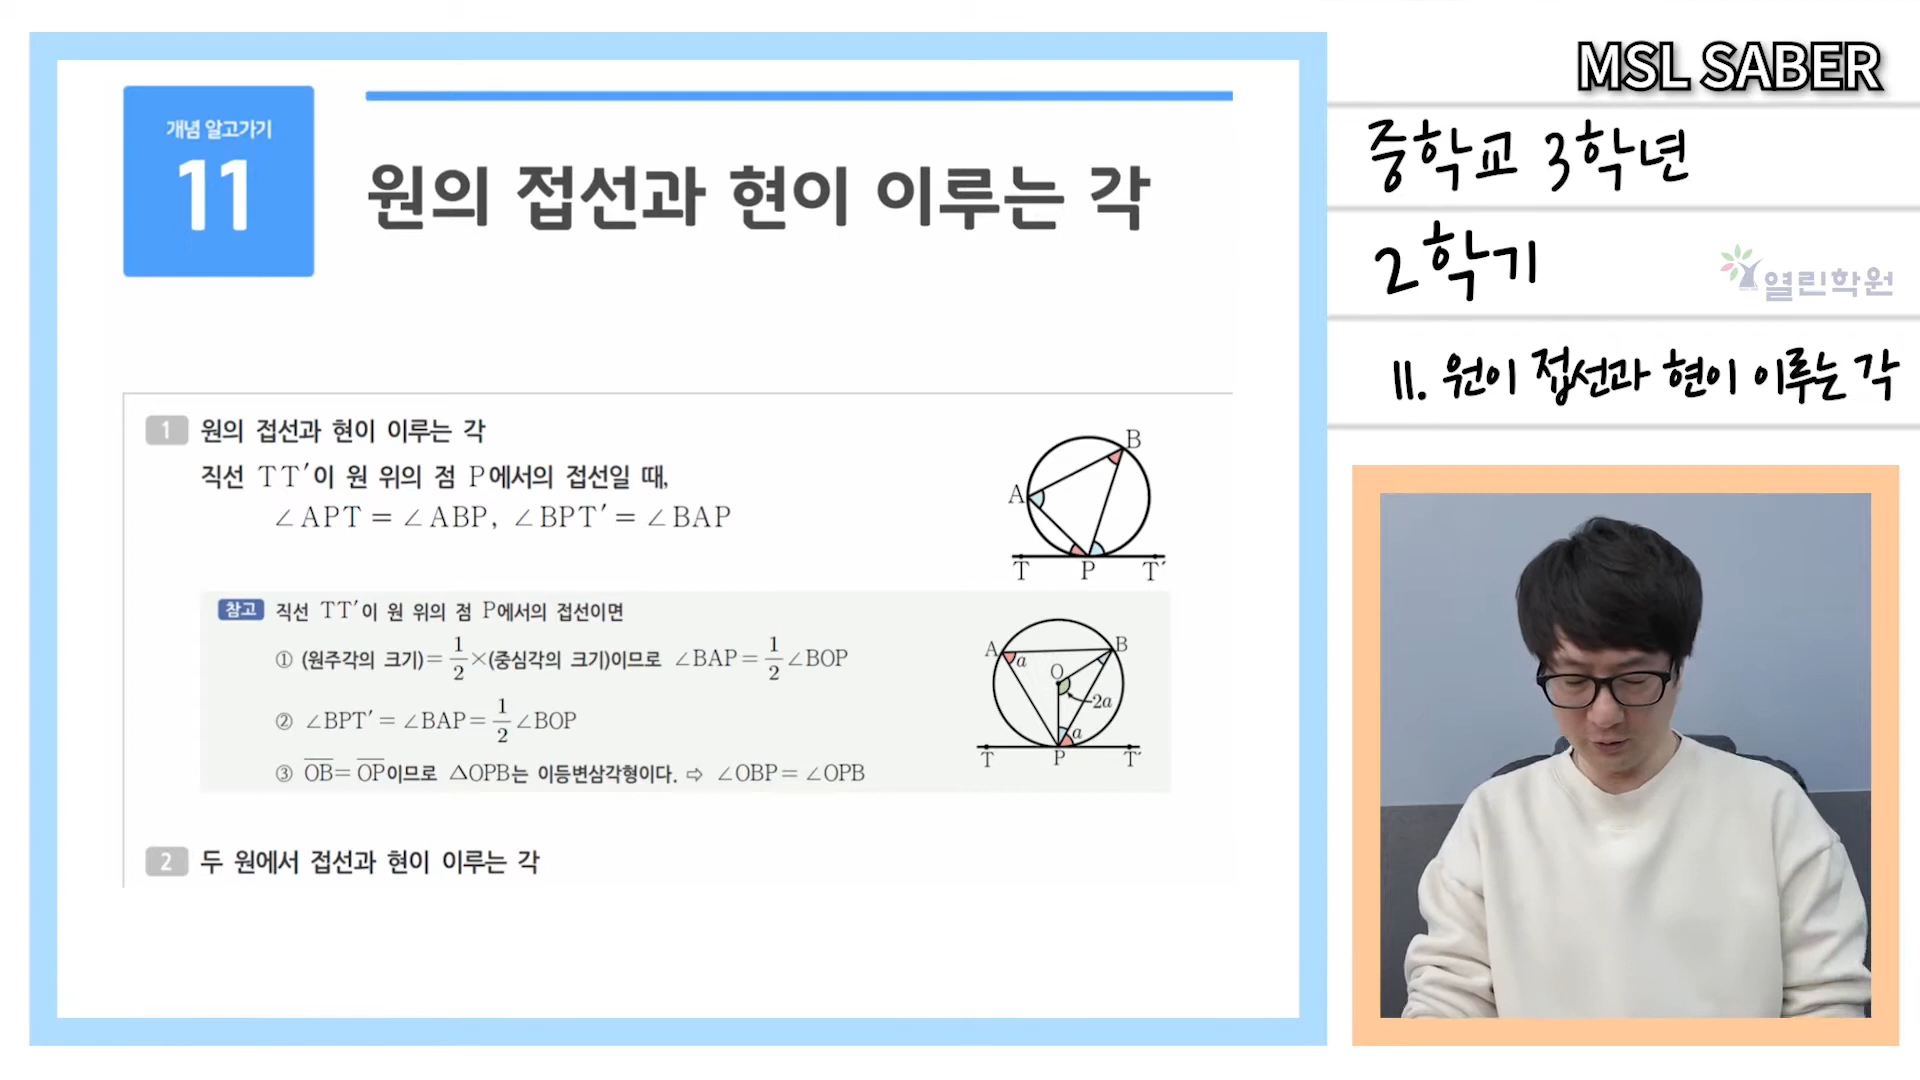 MSL SABER
중학교 3학년
2학기
열린학원
11. 원이 접선과 현이 이루는 각
개념 알고가기
11
원의 접선과 현이 이루는 각
1 원의 접선과 현이 이루는 각
직선 TT′이 원 위의 점 P에서의 접선일 때,
∠APT = ∠ABP, ∠BPT′ = ∠BAP
A
B
T P T′
참고 직선 TT′이 원 위의 점 P에서의 접선이면
① (원주각의 크기)=1/2×(중심각의 크기)이므로 ∠BAP=1/2∠BOP
② ∠BPT′=∠BAP=1/2∠BOP
③ O̅B̅=O̅P̅이므로 △OPB는 이등변삼각형이다. ⇨ ∠OBP=∠OPB
A B
a
O
2a
a
T P T′
2 두 원에서 접선과 현이 이루는 각